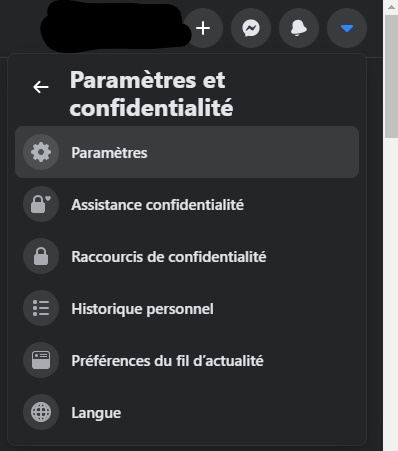 Paramètres et
confidentialité
Paramètres
Assistance confidentialité
Raccourcis de confidentialité
Historique personnel
Préférences du fil d’actualité
Langue